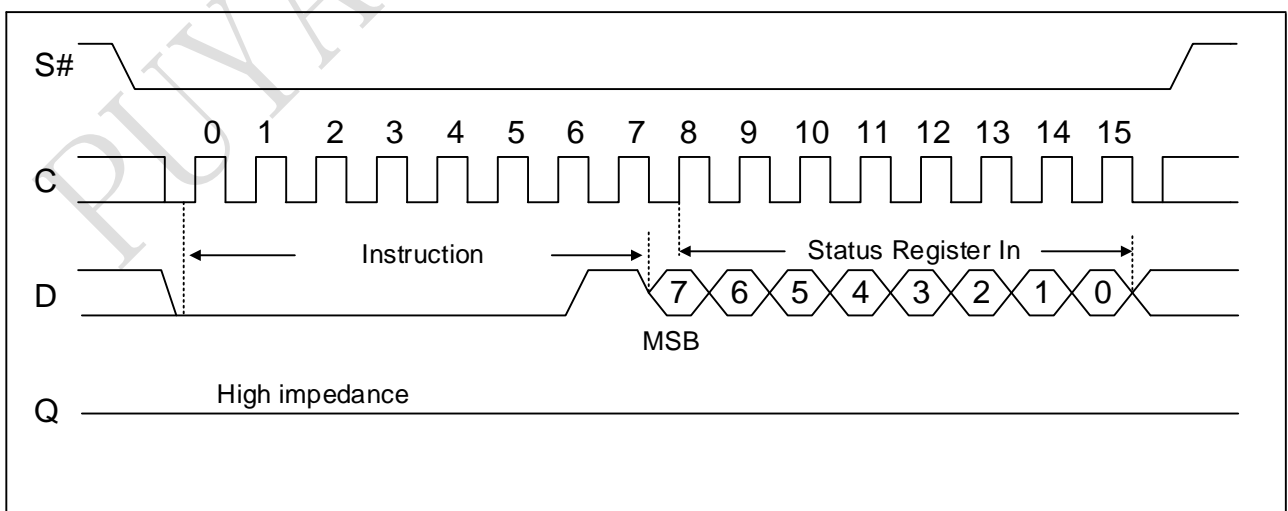 PUYA
S#
0 1 2 3 4 5 6 7 8 9 10 11 12 13 14 15
C
Instruction Status Register In
D 7 6 5 4 3 2 1 0
MSB
High impedance
Q